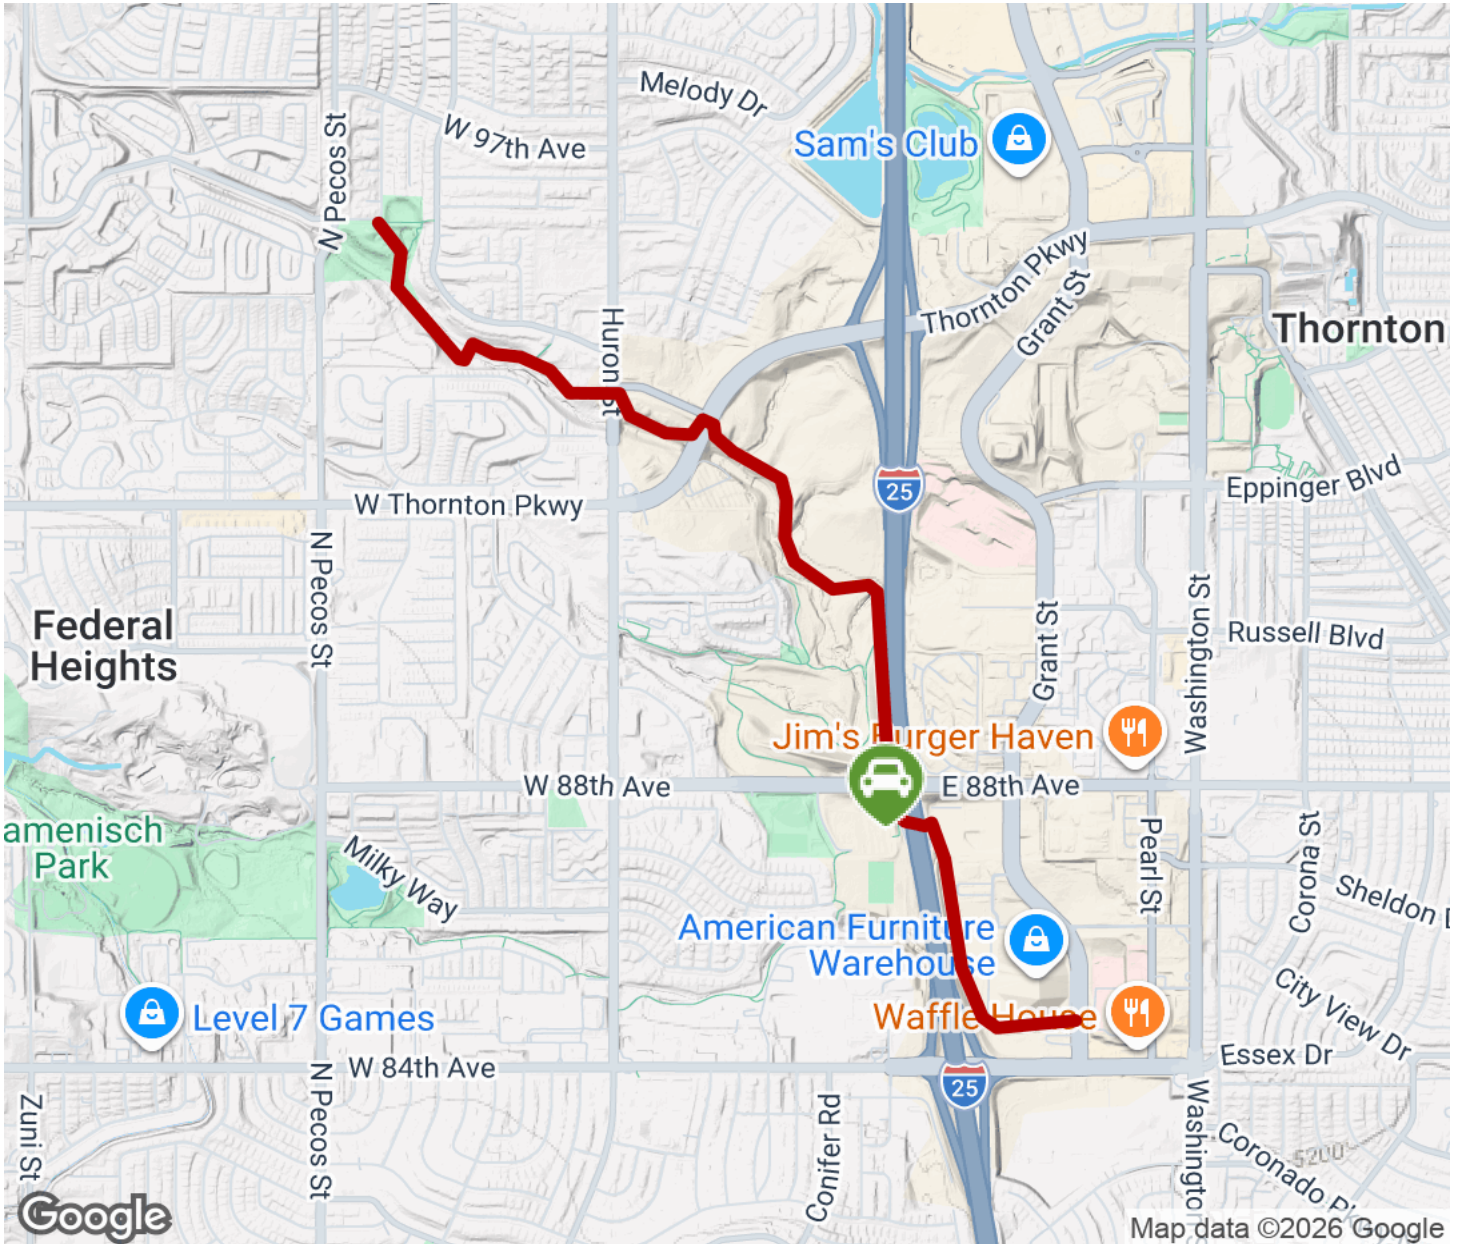 Melody Dr
N Pecos St
W 97th Ave
Sam's Club
Thornton Pkwy
Grant St
Huron St
Thornton
25
Eppinger Blvd
W Thornton Pkwy
N Pecos St
Federal
Heights
Grant St
Washington St
Russell Blvd
Jim's Burger Haven
W 88th Ave
E 88th Ave
amenisch
Park
Milky Way
Pearl St
Corona St
Sheldon D
American Furniture
Warehouse
Level 7 Games
Waffle House
City View Dr
Essex Dr
W 84th Ave
25
Zuni St
N Pecos St
Conifer Rd
Washington
Coronado P
5200
Google
Map data ©2026 Google